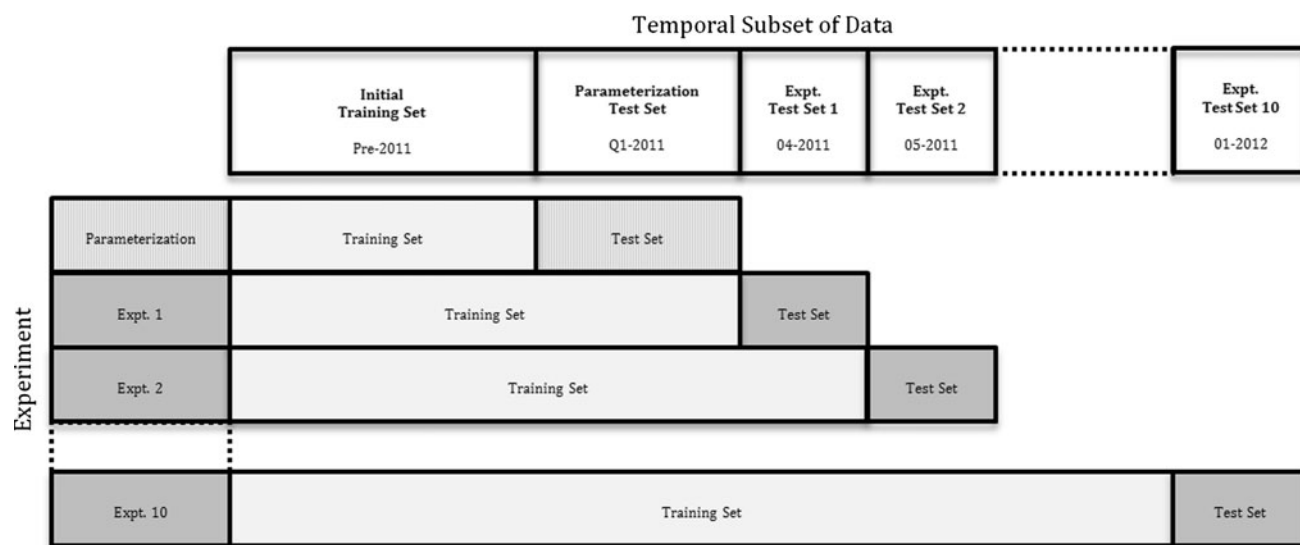 Temporal Subset of Data
Initial
Training Set
Pre-2011
Parameterization
Test Set
Q1-2011
Expt.
Test Set 1
04-2011
Expt.
Test Set 2
05-2011
Expt.
Test Set 10
01-2012
Experiment
Parameterization
Training Set
Test Set
Expt. 1
Training Set
Test Set
Expt. 2
Training Set
Test Set
Expt. 10
Training Set
Test Set